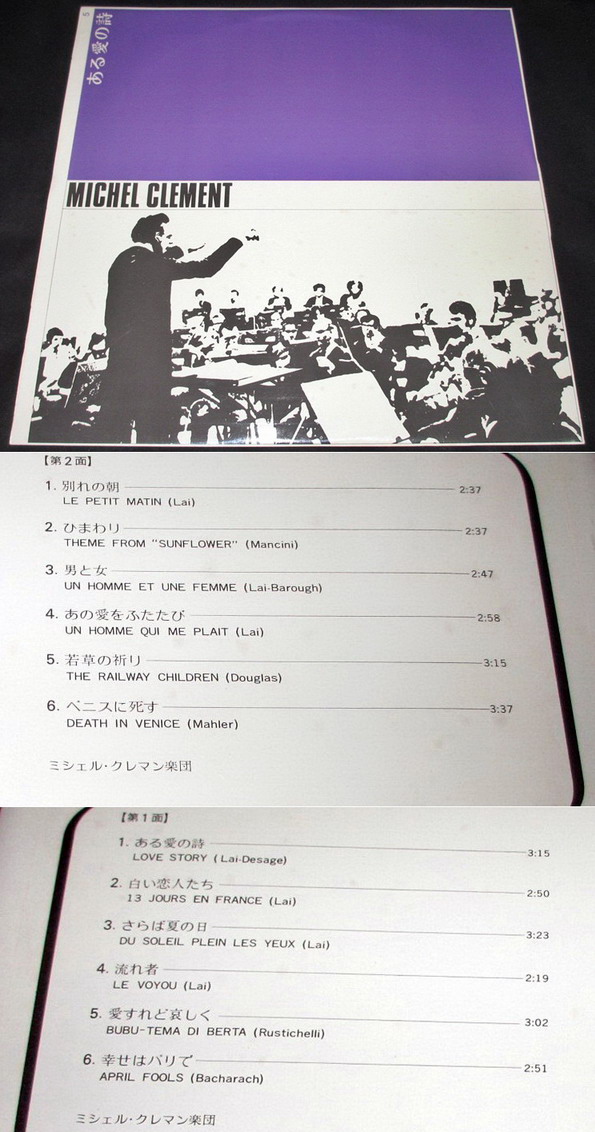 5
ある愛の詩
MICHEL CLEMENT
【第2面】
1. 別れの朝 2:37
LE PETIT MATIN (Lai)
2. ひまわり 2:37
THEME FROM "SUNFLOWER" (Mancini)
3. 男と女 2:47
UN HOMME ET UNE FEMME (Lai-Barough)
4. あの愛をふたたび 2:58
UN HOMME QUI ME PLAIT (Lai)
5. 若草の祈り 3:15
THE RAILWAY CHILDREN (Douglas)
6. ベニスに死す 3:37
DEATH IN VENICE (Mahler)
ミシェル・クレマン楽団
【第1面】
1. ある愛の詩 3:15
LOVE STORY (Lai-Desage)
2. 白い恋人たち 2:50
13 JOURS EN FRANCE (Lai)
3. さらば夏の日 3:23
DU SOLEIL PLEIN LES YEUX (Lai)
4. 流れ者 2:19
LE VOYOU (Lai)
5. 愛すれど哀しく 3:02
BUBU-TEMA DI BERTA (Rustichelli)
6. 幸せはパリで 2:51
APRIL FOOLS (Bacharach)
ミシェル・クレマン楽団